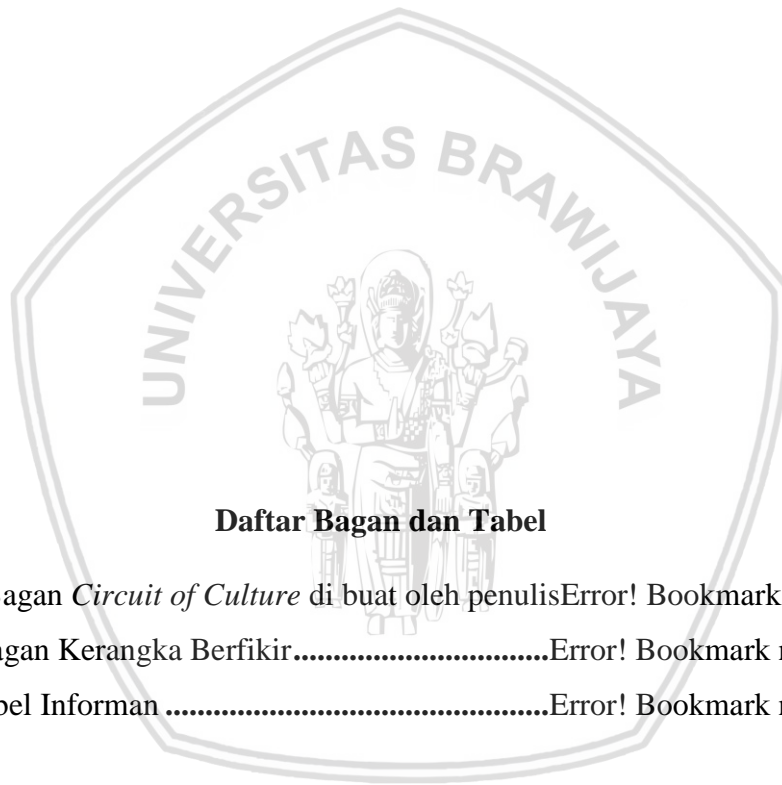 UNIVERSITAS BRAWIJAYA
Daftar Bagan dan Tabel
agan Circuit of Culture di buat oleh penulisError! Bookmark
agan Kerangka Berfikir................................Error! Bookmark n
bel Informan ................................................Error! Bookmark n